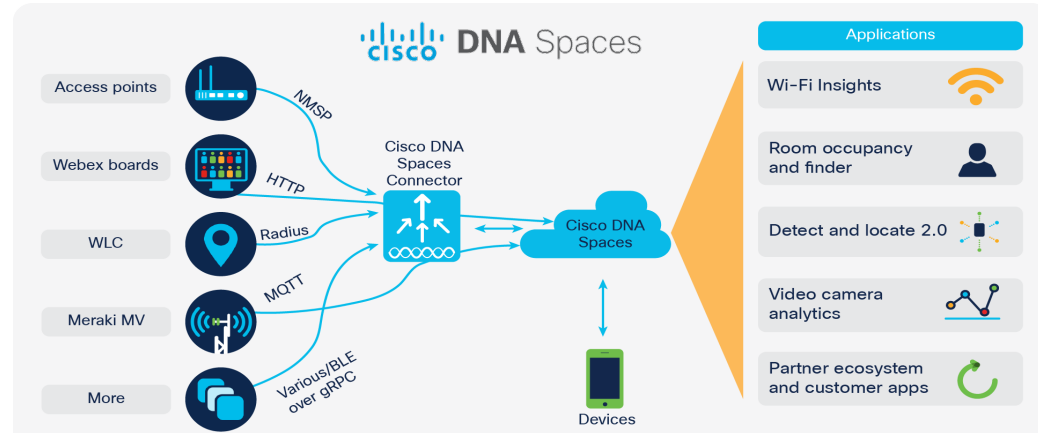 CISCO DNA Spaces
Applications
Access points
Webex boards
WLC
Meraki MV
More
NMSP
HTTP
Radius
MQTT
Various/BLE
over gRPC
Cisco DNA
Spaces
Connector
Cisco DNA
Spaces
Devices
Wi-Fi Insights
Room occupancy
and finder
Detect and locate 2.0
Video camera
analytics
Partner ecosystem
and customer apps